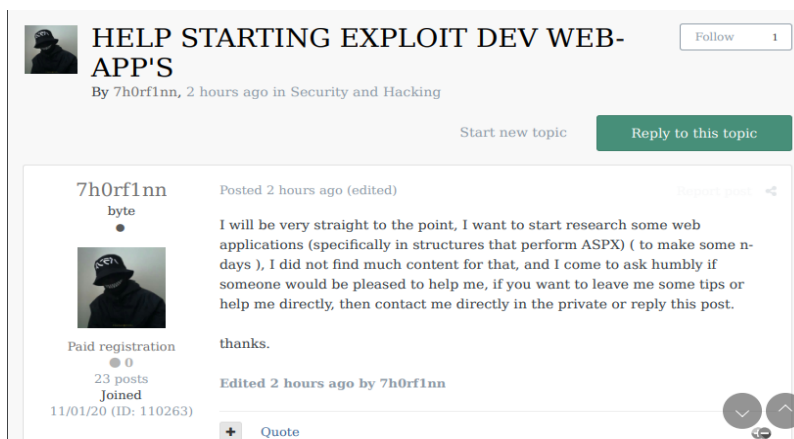 HELP STARTING EXPLOIT DEV WEB-
APP'S
Follow 1
By 7h0rf1nn, 2 hours ago in Security and Hacking
Start new topic
Reply to this topic
7h0rf1nn
byte
Paid registration
0
23 posts
Joined
11/01/20 (ID: 110263)
Posted 2 hours ago (edited)
Report post
I will be very straight to the point, I want to start research some web
applications (specifically in structures that perform ASPX) ( to make some n-
days ), I did not find much content for that, and I come to ask humbly if
someone would be pleased to help me, if you want to leave me some tips or
help me directly, then contact me directly in the private or reply this post.
thanks.
Edited 2 hours ago by 7h0rf1nn
+ Quote